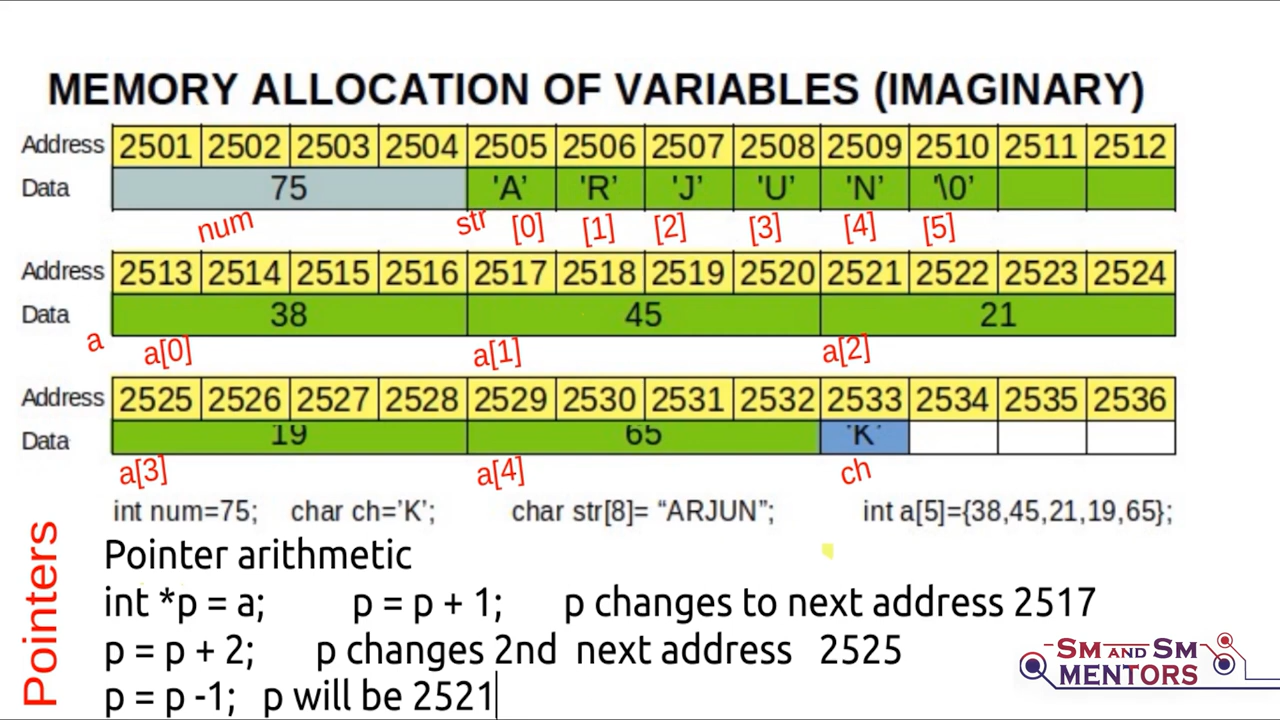 MEMORY ALLOCATION OF VARIABLES (IMAGINARY)
Address 2501 2502 2503 2504 2505 2506 2507 2508 2509 2510 2511 2512
Data 75 'A' 'R' 'J' 'U' 'N' '\0'
num str [0] [1] [2] [3] [4] [5]
Address 2513 2514 2515 2516 2517 2518 2519 2520 2521 2522 2523 2524
Data 38 45 21
a a[0] a[1] a[2]
Address 2525 2526 2527 2528 2529 2530 2531 2532 2533 2534 2535 2536
Data 19 65 'K'
a[3] a[4] ch
int num=75; char ch='K'; char str[8]= "ARJUN"; int a[5]={38,45,21,19,65};
Pointers
Pointer arithmetic
int *p = a; p = p + 1; p changes to next address 2517
p = p + 2; p changes 2nd next address 2525
p = p -1; p will be 2521
SM AND SM
MENTORS